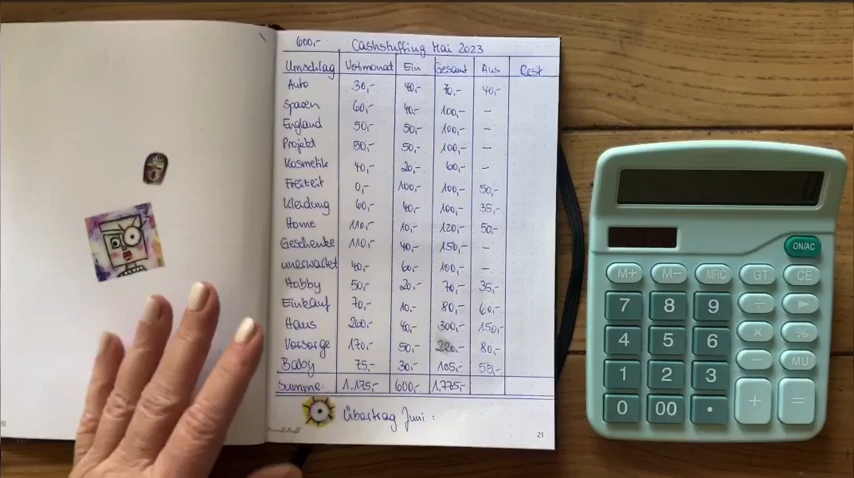 600,- Cashstuffing Mai 2023
Umschlag Vormonat Ein Gesamt Aus Rest
Auto 30,- 40,- 70,- 40,-
Sparen 60,- 40,- 100,- -
England 50,- 50,- 100,- -
Projekt 50,- 50,- 100,- -
Kosmetik 40,- 20,- 60,- -
Freizeit 0,- 100,- 100,- 50,-
Kleidung 60,- 40,- 100,- 35,-
Home 110,- 10,- 120,- 50,-
Geschenke 110,- 40,- 150,- -
unerwartet 40,- 60,- 100,- -
Hobby 50,- 20,- 70,- 35,-
Einkauf 70,- 10,- 80,- 60,-
Haus 260,- 40,- 300,- 150,-
Vorsorge 170,- 50,- 220,- 80,-
Baby 75,- 30,- 105,- 55,-
Summe: 1.175,- 600,- 1.775,-
Übertrag Juni :
21
0
ON/AC
M+ M- MRC GT CE
7 8 9 ÷ ►
4 5 6 × %
1 2 3 - MU
0 00 • + =